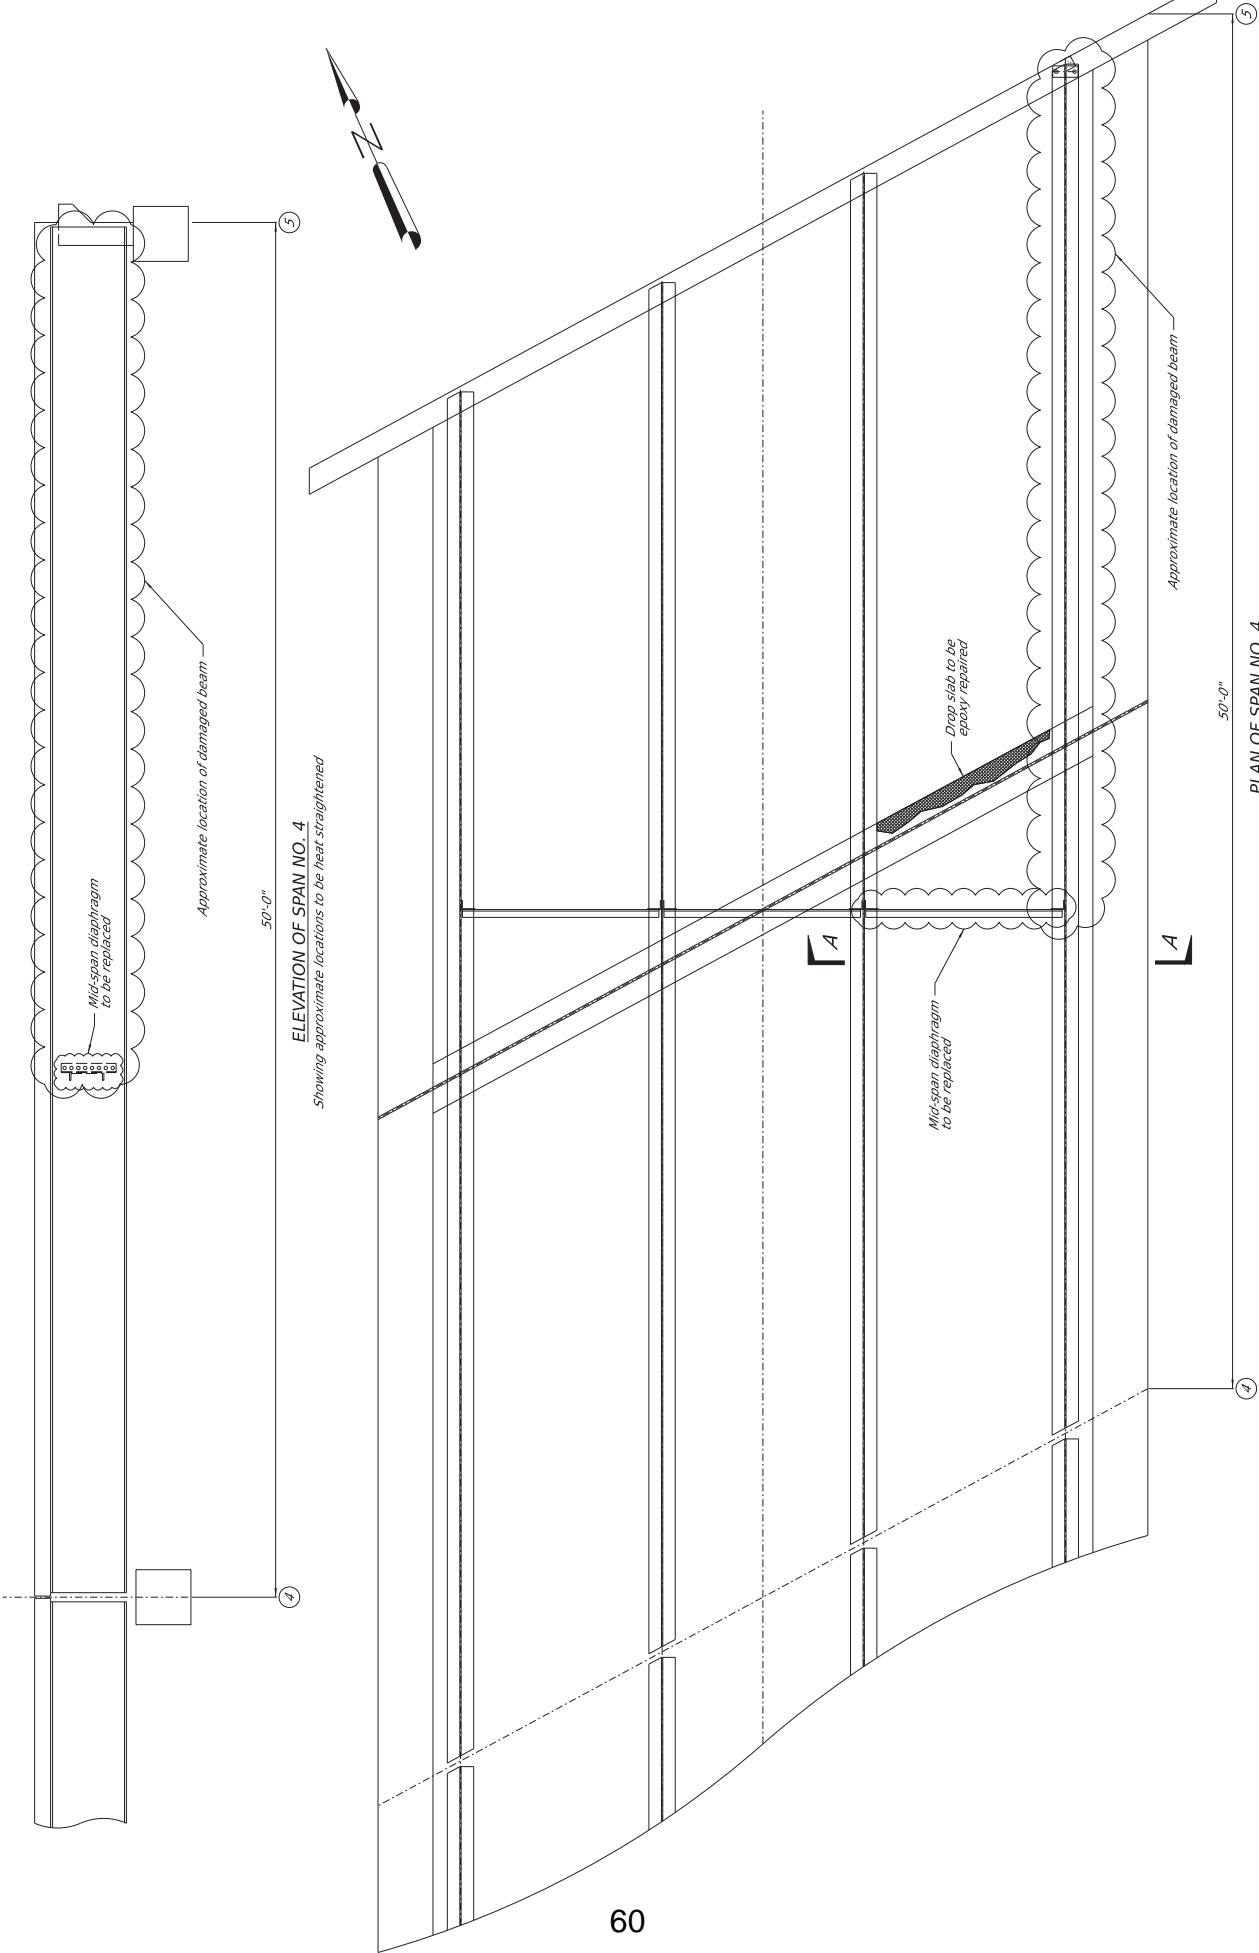 5
Approximate location of damaged beam
Mid-span diaphragm
to be replaced
50'-0"
4
ELEVATION OF SPAN NO. 4
Showing approximate locations to be heat straightened
N
5
Approximate location of damaged beam
Drop slab to be
epoxy repaired
Mid-span diaphragm
to be replaced
A
A
50'-0"
4
PLAN OF SPAN NO. 4
60